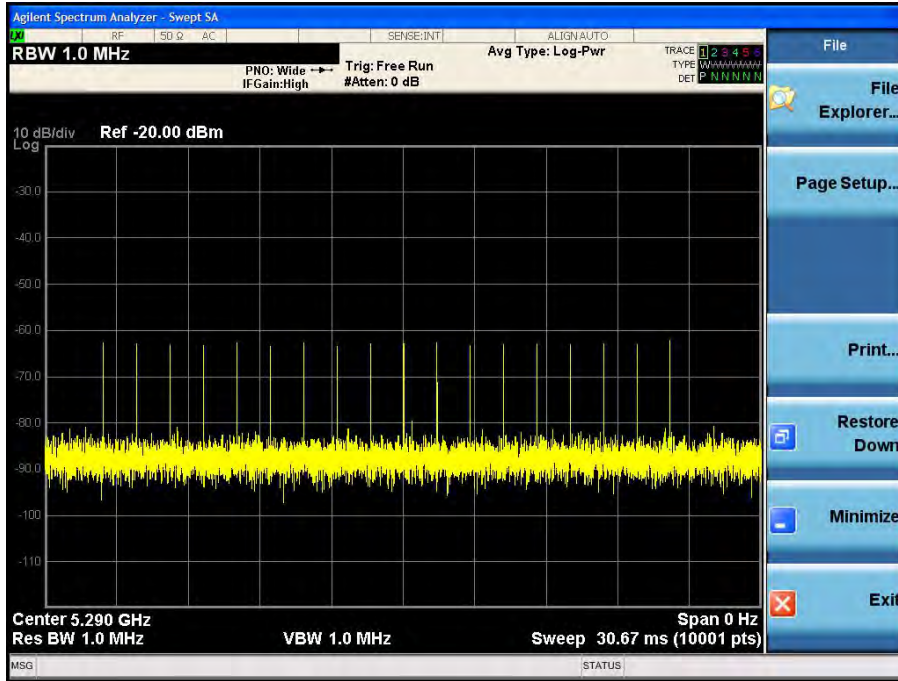 Agilent Spectrum Analyzer - Swept SA
LXI RF 50 Ω AC SENSE:INT ALIGNAUTO
RBW 1.0 MHz
PNO: Wide
IFGain:High
Trig: Free Run
#Atten: 0 dB
Avg Type: Log-Pwr
TRACE 1 2 3 4 5 6
TYPE WWWWWW
DET P N N N N N
10 dB/div
Log
Ref -20.00 dBm
-30.0
-40.0
-50.0
-60.0
-70.0
-80.0
-90.0
-100
-110
Center 5.290 GHz
Span 0 Hz
Res BW 1.0 MHz
VBW 1.0 MHz
Sweep 30.67 ms (10001 pts)
MSG
STATUS
File
File
Explorer...
Page Setup...
Print...
Restore
Down
Minimize
Exit